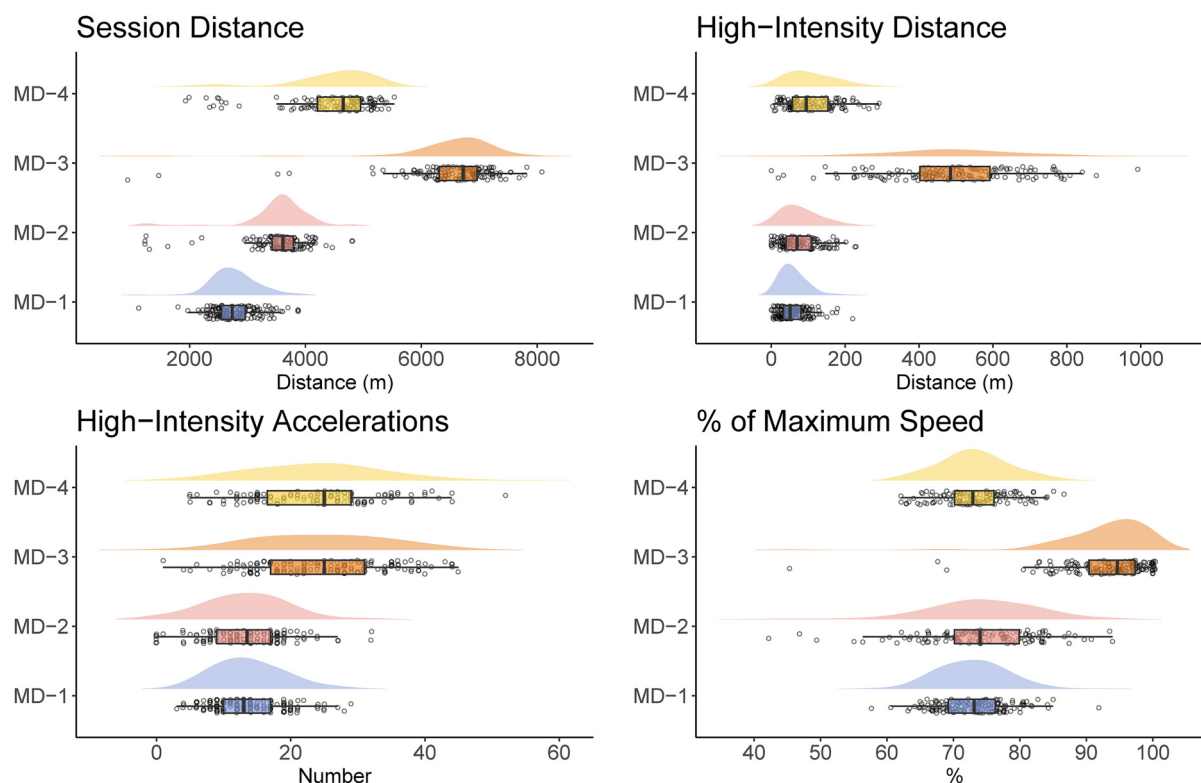 Session Distance
MD-4
MD-3
MD-2
MD-1
2000 4000 6000 8000
Distance (m)
High-Intensity Distance
MD-4
MD-3
MD-2
MD-1
0 200 400 600 800 1000
Distance (m)
High-Intensity Accelerations
MD-4
MD-3
MD-2
MD-1
0 20 40 60
Number
% of Maximum Speed
MD-4
MD-3
MD-2
MD-1
40 50 60 70 80 90 100
%